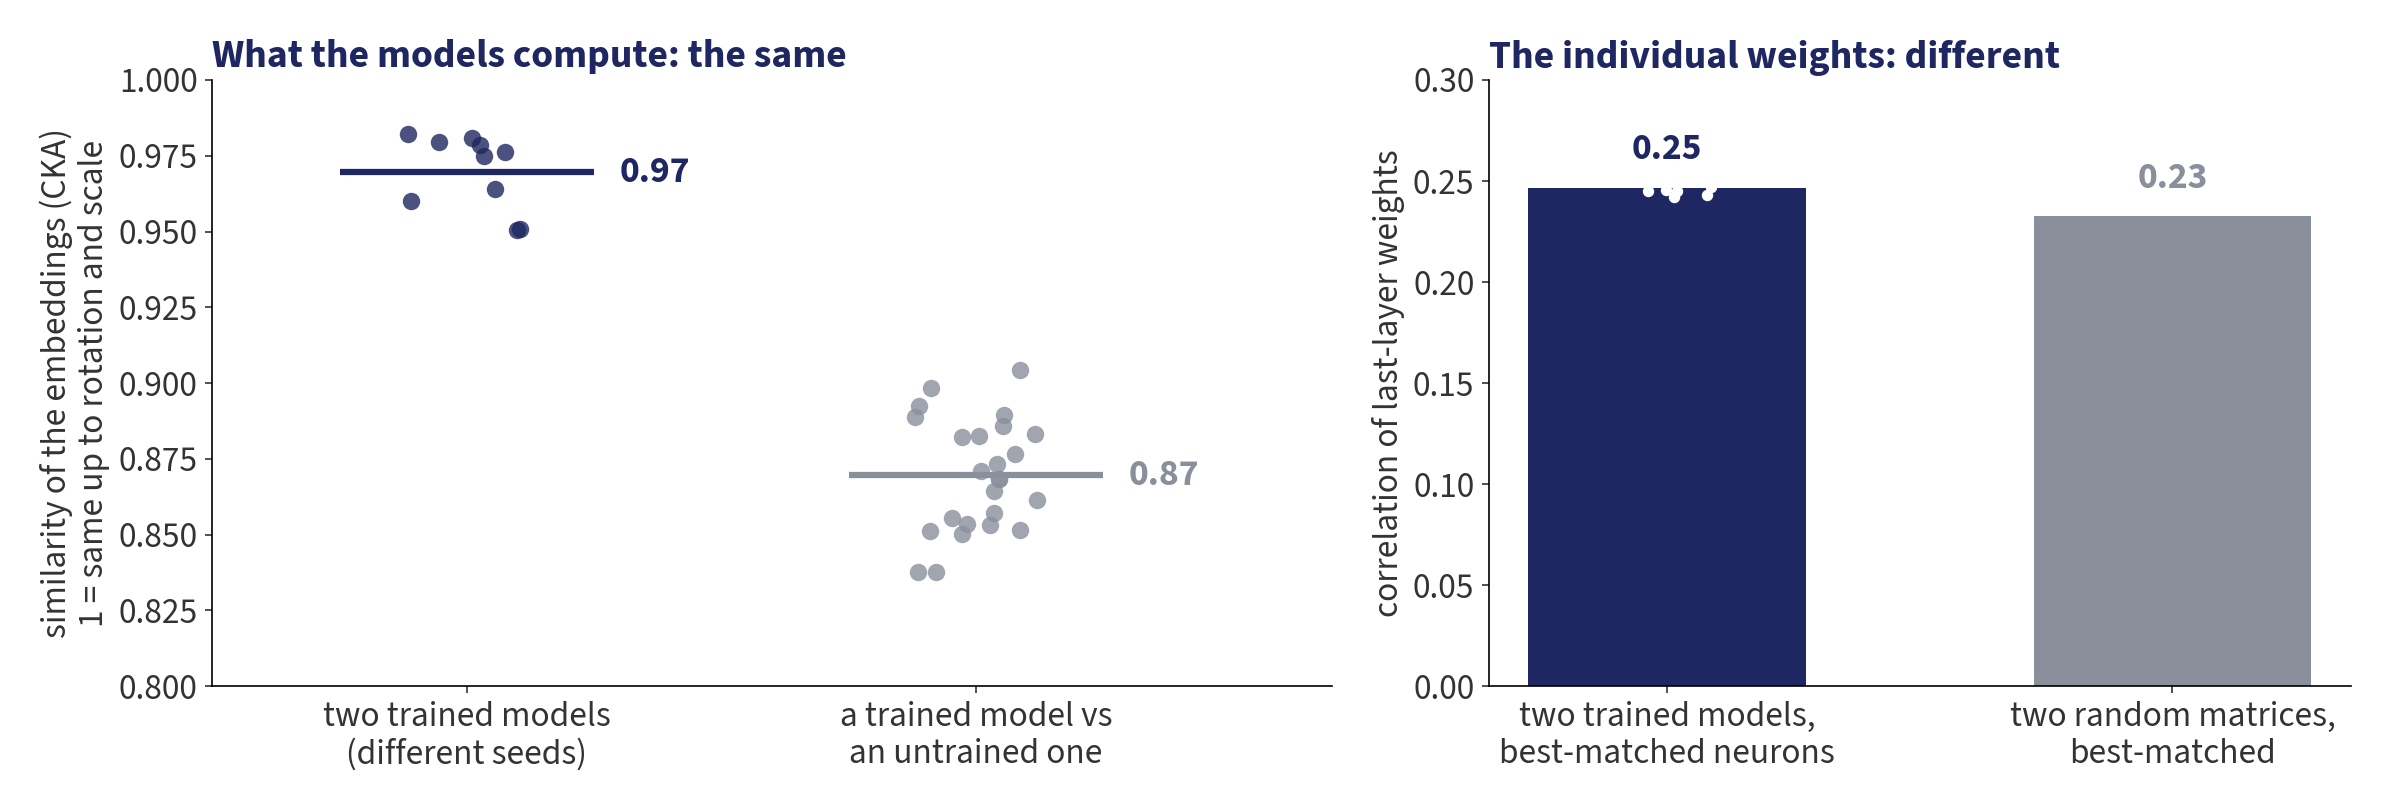 What the models compute: the same
similarity of the embeddings (CKA)
1 = same up to rotation and scale
1.000
0.975
0.950
0.925
0.900
0.875
0.850
0.825
0.800
0.97
0.87
two trained models
(different seeds)
a trained model vs
an untrained one
The individual weights: different
correlation of last-layer weights
0.30
0.25
0.20
0.15
0.10
0.05
0.00
0.25
0.23
two trained models,
best-matched neurons
two random matrices,
best-matched